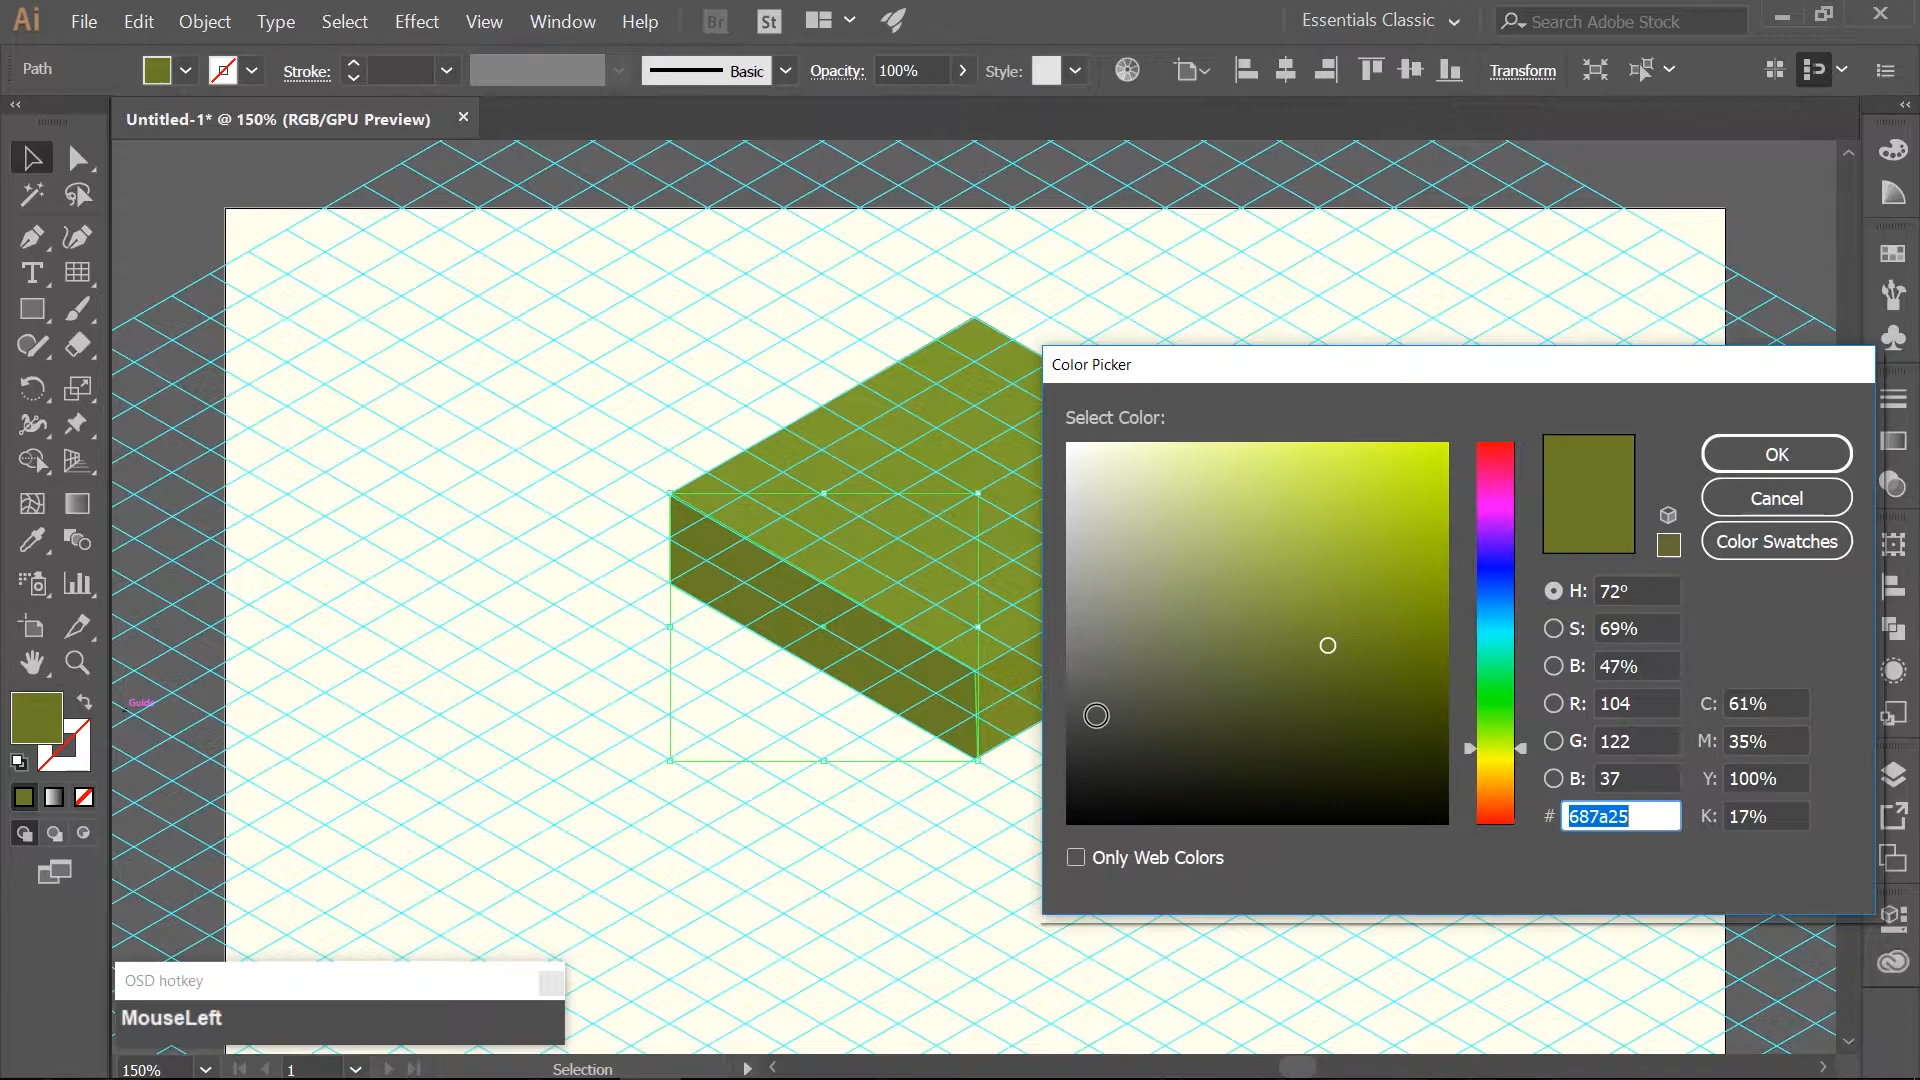 Ai File Edit Object Type Select Effect View Window Help Br St Essentials Classic Search Adobe Stock
Path Stroke: Basic Opacity: 100% Style: Transform
Untitled-1* @ 150% (RGB/GPU Preview)
Color Picker
Select Color:
OK
Cancel
Color Swatches
H: 72º
S: 69%
B: 47%
R: 104 C: 61%
G: 122 M: 35%
B: 37 Y: 100%
# 687a25 K: 17%
Only Web Colors
Guide
OSD hotkey
MouseLeft
150% 1 Selection